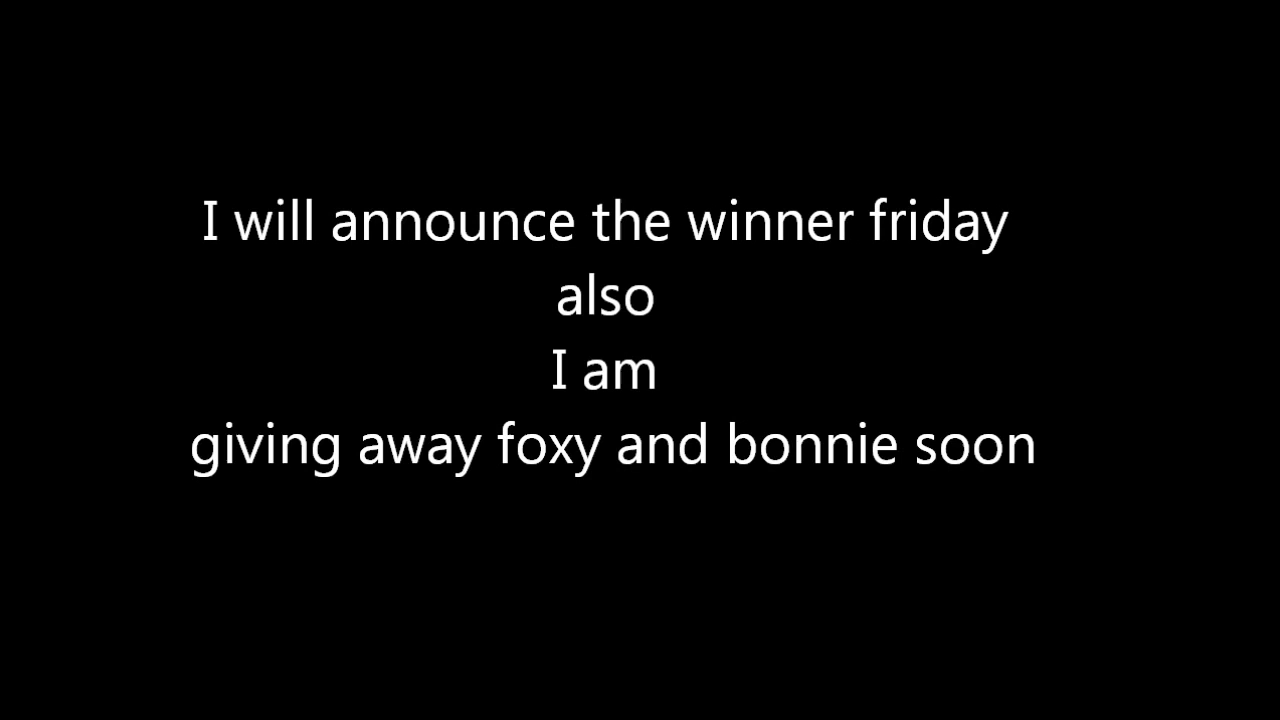 I will announce the winner friday
also
I am
giving away foxy and bonnie soon